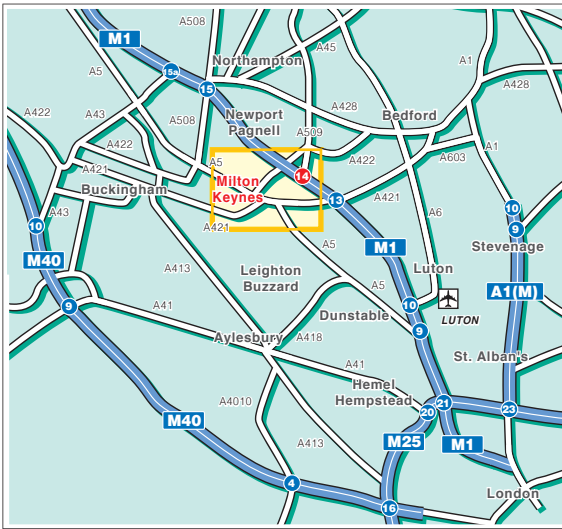 A508
M1
A45
A5
Northampton
A1
15a
15
A428
A422
A43
A508
Newport
Pagnell
Bedford
A428
A509
A1
A422
A422
A603
A421
A5
14
Milton
Keynes
Buckingham
13
A421
A43
10
A421
A6
10
9
Stevenage
A5
M1
M40
A413
Leighton
Buzzard
Luton
A5
A1(M)
9
A41
10
LUTON
Dunstable
9
Aylesbury
A418
St. Alban's
A41
Hemel
Hempstead
21
20
23
A4010
M40
A413
M25
M1
4
London
16